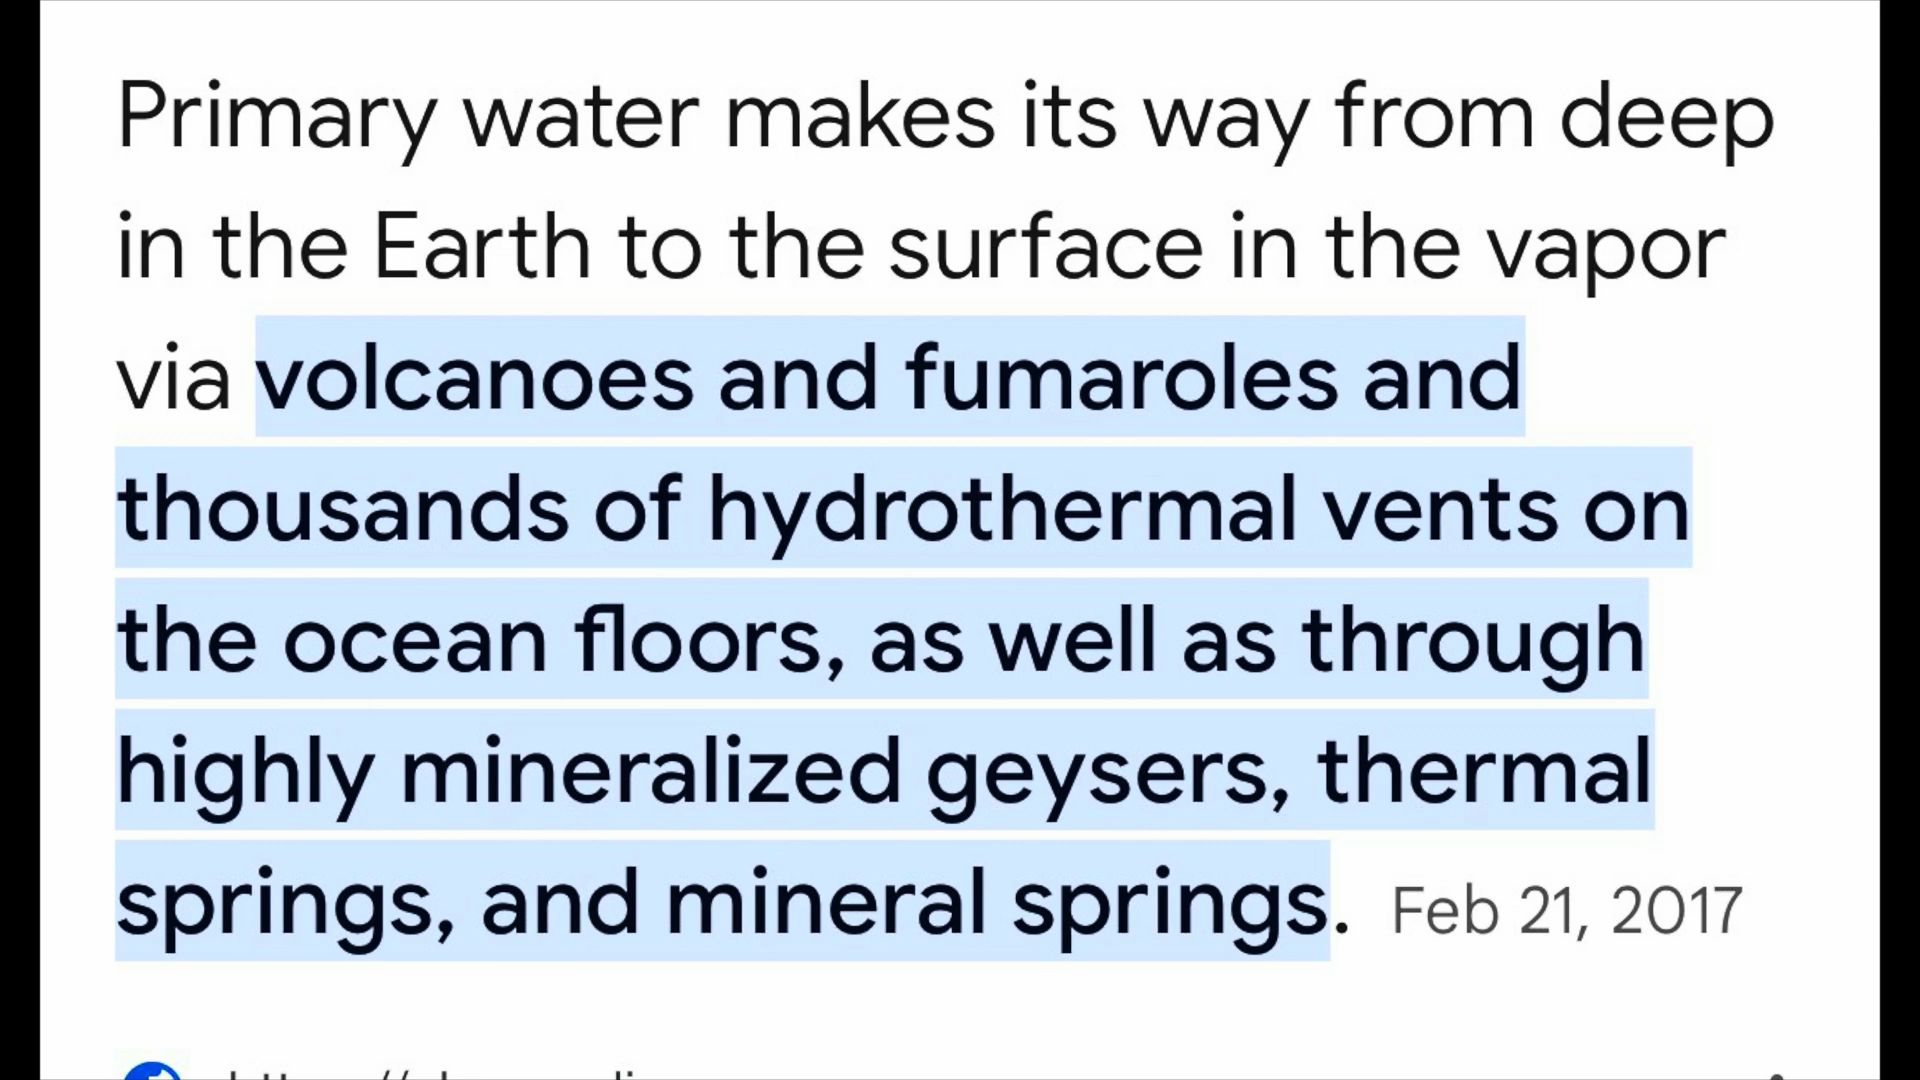 Primary water makes its way from deep
in the Earth to the surface in the vapor
via volcanoes and fumaroles and
thousands of hydrothermal vents on
the ocean floors, as well as through
highly mineralized geysers, thermal
springs, and mineral springs. Feb 21, 2017